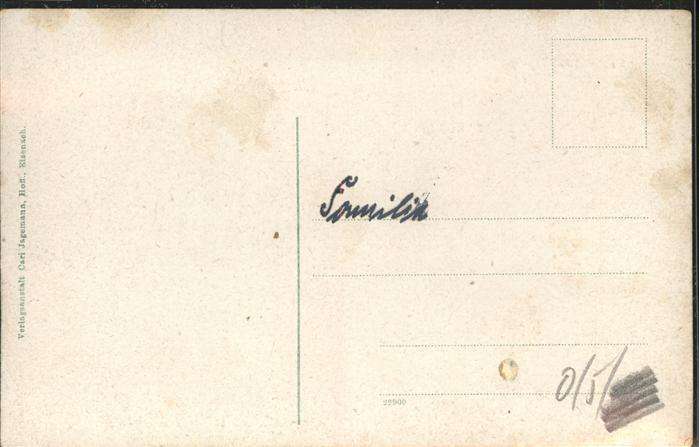 Verlagsanstalt Carl Jagemann, Hofl., Eisenach.
Familie
22900
0/5/